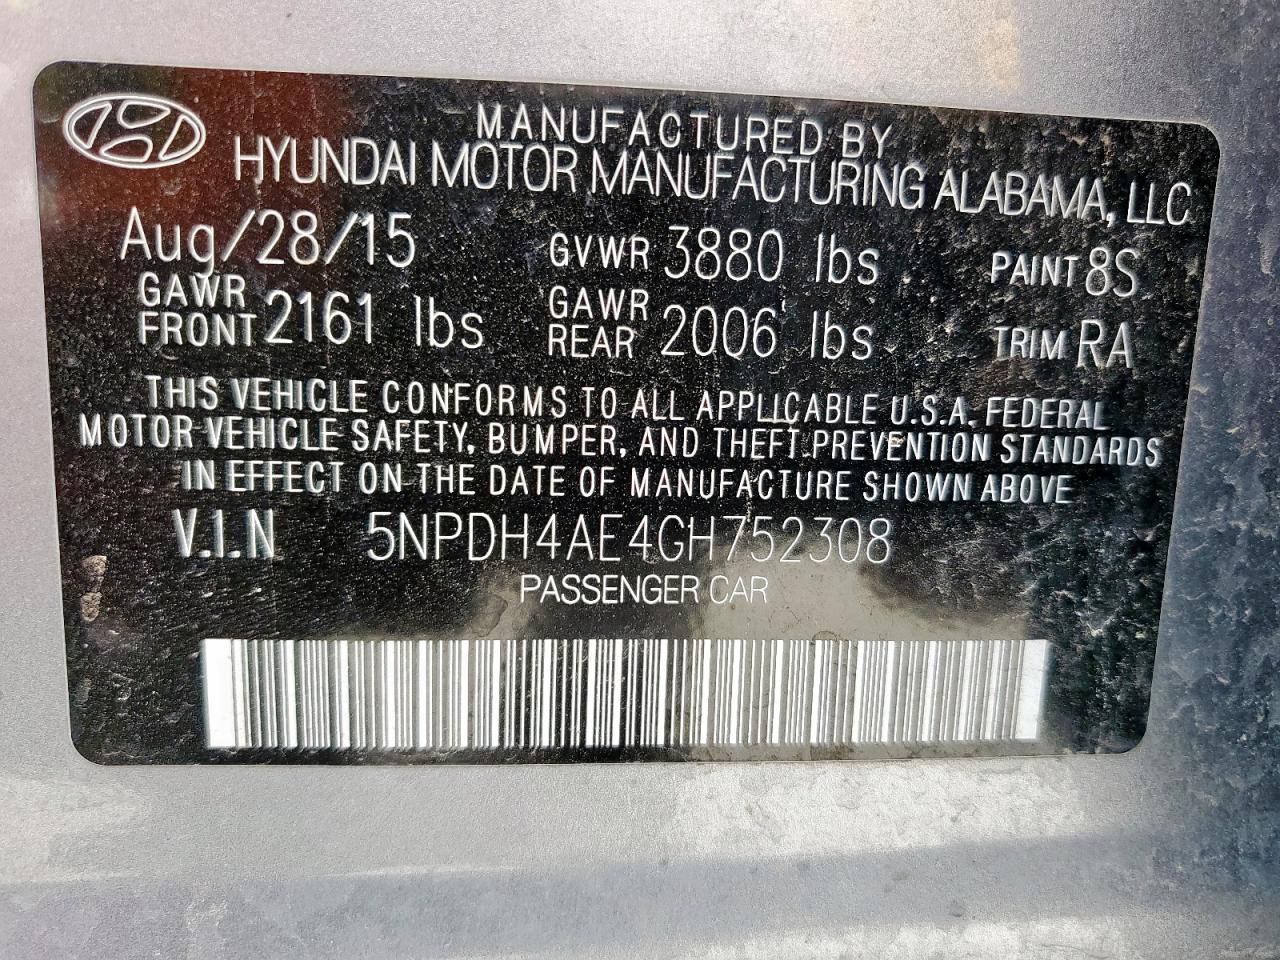 MANUFACTURED BY
HYUNDAI MOTOR MANUFACTURING ALABAMA, LLC
Aug/28/15 GVWR 3880 lbs PAINT 8S
GAWR FRONT 2161 lbs GAWR REAR 2006 lbs TRIM RA
THIS VEHICLE CONFORMS TO ALL APPLICABLE U.S.A. FEDERAL
MOTOR VEHICLE SAFETY, BUMPER, AND THEFT PREVENTION STANDARDS
IN EFFECT ON THE DATE OF MANUFACTURE SHOWN ABOVE
V.I.N 5NPDH4AE4GH752308
PASSENGER CAR